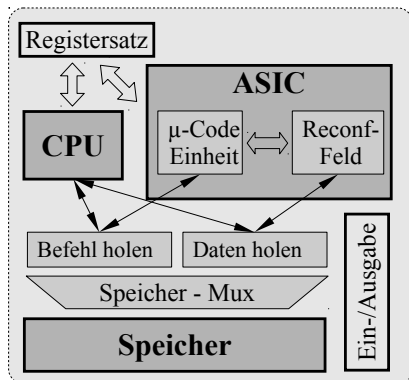 Registersatz
ASIC
CPU
µ-Code
Einheit
Reconf-
Feld
Befehl holen
Daten holen
Speicher - Mux
Speicher
Ein-/Ausgabe